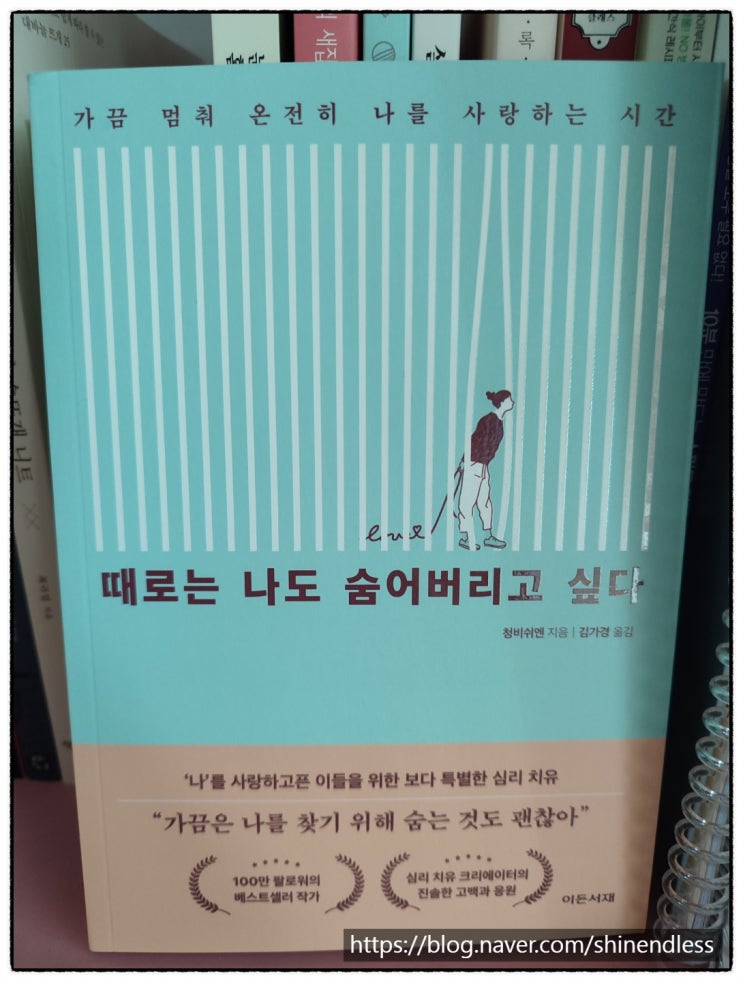 가끔 멈춰 온전히 나를 사랑하는 시간
love
때로는 나도 숨어버리고 싶다
청비쉬엔 지음 | 김가경 옮김
'나'를 사랑하고픈 이들을 위한 보다 특별한 심리 치유
"가끔은 나를 찾기 위해 숨는 것도 괜찮아"
100만 팔로워의
베스트셀러 작가
심리 치유 크리에이터의
진솔한 고백과 응원
이든서재
https://blog.naver.com/shinendless